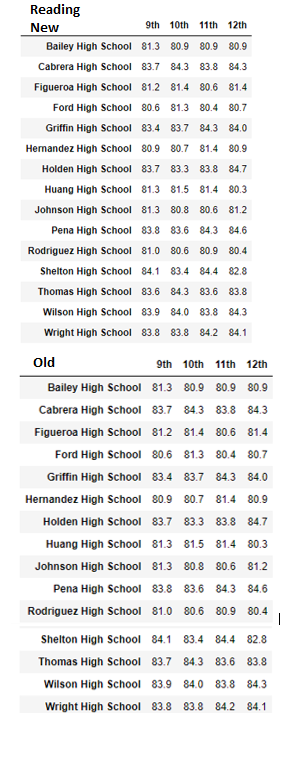 Reading
New
9th 10th 11th 12th
Bailey High School 81.3 80.9 80.9 80.9
Cabrera High School 83.7 84.3 83.8 84.3
Figueroa High School 81.2 81.4 80.6 81.4
Ford High School 80.6 81.3 80.4 80.7
Griffin High School 83.4 83.7 84.3 84.0
Hernandez High School 80.9 80.7 81.4 80.9
Holden High School 83.7 83.3 83.8 84.7
Huang High School 81.3 81.5 81.4 80.3
Johnson High School 81.3 80.8 80.6 81.2
Pena High School 83.8 83.6 84.3 84.6
Rodriguez High School 81.0 80.6 80.9 80.4
Shelton High School 84.1 83.4 84.4 82.8
Thomas High School 83.6 84.3 83.6 83.8
Wilson High School 83.9 84.0 83.8 84.3
Wright High School 83.8 83.8 84.2 84.1
Old
9th 10th 11th 12th
Bailey High School 81.3 80.9 80.9 80.9
Cabrera High School 83.7 84.3 83.8 84.3
Figueroa High School 81.2 81.4 80.6 81.4
Ford High School 80.6 81.3 80.4 80.7
Griffin High School 83.4 83.7 84.3 84.0
Hernandez High School 80.9 80.7 81.4 80.9
Holden High School 83.7 83.3 83.8 84.7
Huang High School 81.3 81.5 81.4 80.3
Johnson High School 81.3 80.8 80.6 81.2
Pena High School 83.8 83.6 84.3 84.6
Rodriguez High School 81.0 80.6 80.9 80.4
Shelton High School 84.1 83.4 84.4 82.8
Thomas High School 83.7 84.3 83.6 83.8
Wilson High School 83.9 84.0 83.8 84.3
Wright High School 83.8 83.8 84.2 84.1